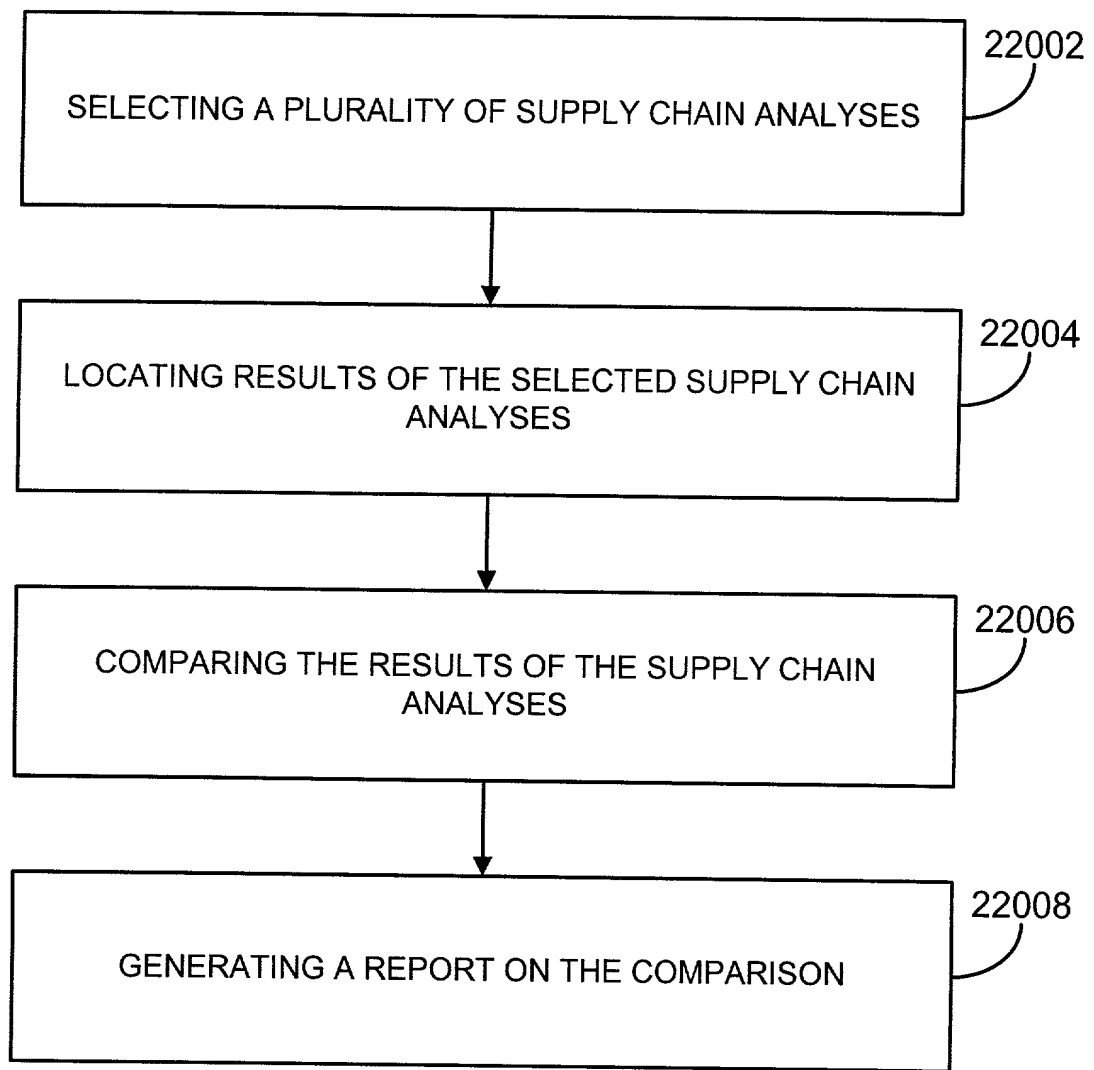 22002
SELECTING A PLURALITY OF SUPPLY CHAIN ANALYSES
22004
LOCATING RESULTS OF THE SELECTED SUPPLY CHAIN
ANALYSES
22006
COMPARING THE RESULTS OF THE SUPPLY CHAIN
ANALYSES
22008
GENERATING A REPORT ON THE COMPARISON